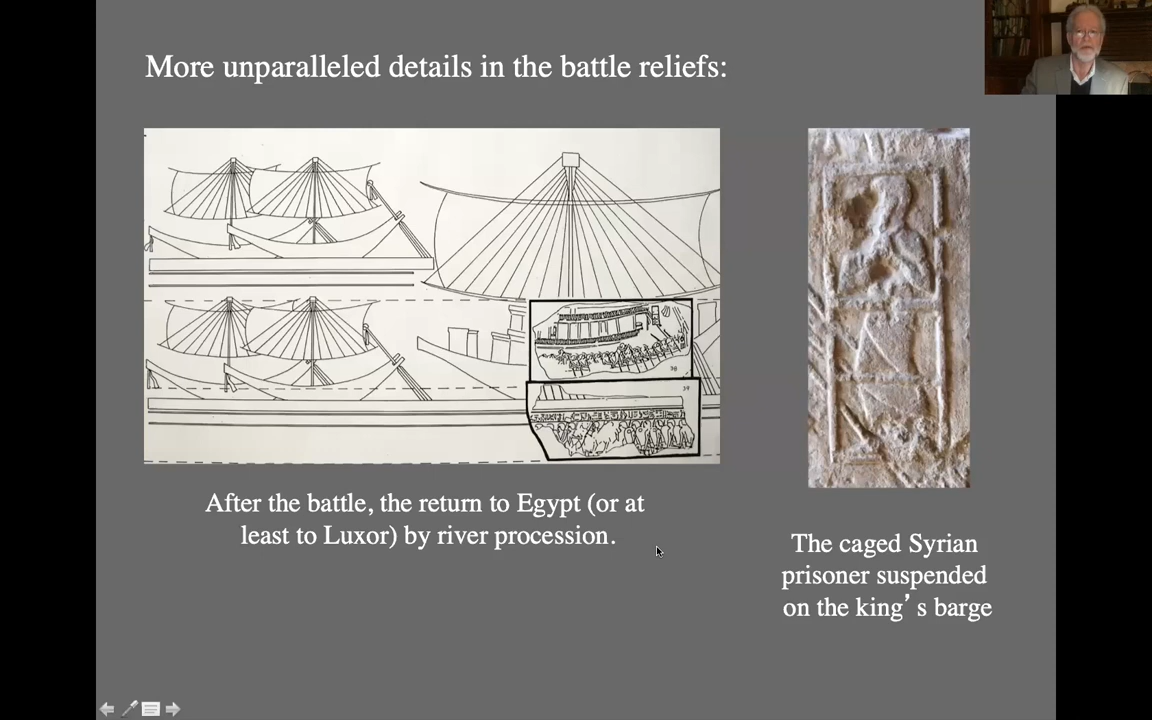 More unparalleled details in the battle reliefs:
After the battle, the return to Egypt (or at
least to Luxor) by river procession.
The caged Syrian
prisoner suspended
on the king’s barge